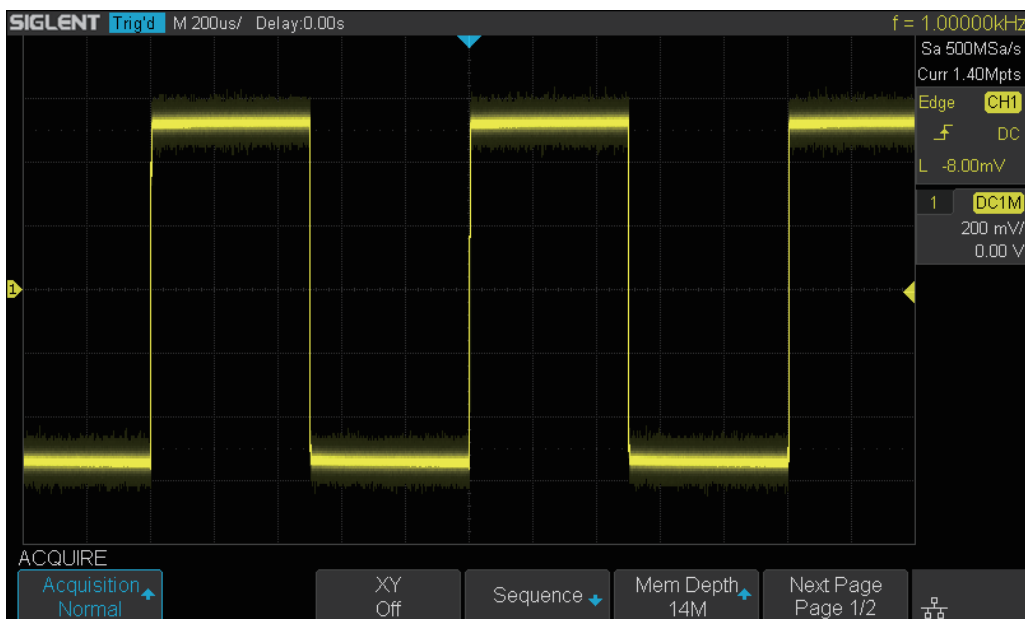 SIGLENT Trig'd M 200us/ Delay:0.00s f = 1.00000kHz
Sa 500MSa/s
Curr 1.40Mpts
Edge CH1
DC
L -8.00mV
1 DC1M
200 mV/
0.00 V
1
ACQUIRE
Acquisition
Normal
XY
Off
Sequence
Mem Depth
14M
Next Page
Page 1/2